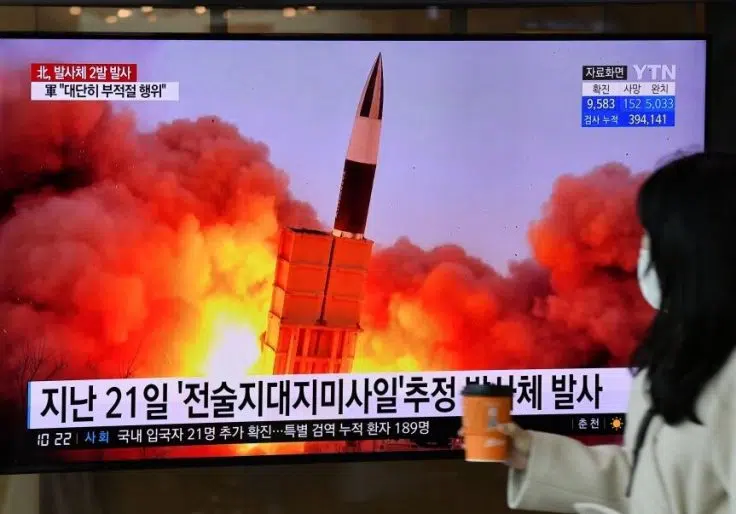 北, 발사체 2발 발사
軍 "대단히 부적절 행위"
자료화면 YTN
확진 사망 완치
9,583 152 5,033
검사 누적 394,141
지난 21일 '전술지대지미사일'추정 발사체 발사
10:22 사회 국내 입국자 21명 추가 확진···특별 검역 누적 환자 189명
춘천